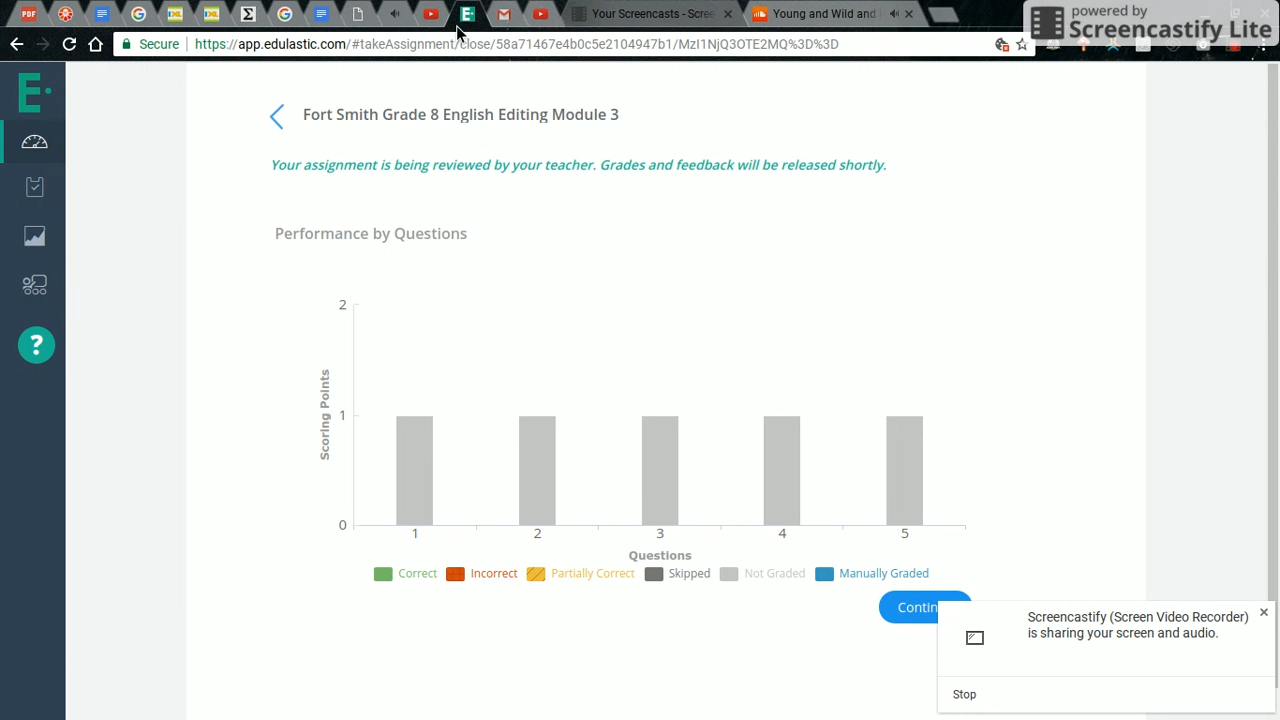 Your Screencasts - Scree
Young and Wild and
powered by
Screencastify Lite
Secure
https://app.edulastic.com/#takeAssignment/close/58a71467e4b0c5e2104947b1/MzI1NjQ3OTE2MQ%3D%3D
Fort Smith Grade 8 English Editing Module 3
Your assignment is being reviewed by your teacher. Grades and feedback will be released shortly.
Performance by Questions
2
1
0
Scoring Points
1 2 3 4 5
Questions
Correct Incorrect Partially Correct Skipped Not Graded Manually Graded
Contin
Screencastify (Screen Video Recorder)
is sharing your screen and audio.
Stop